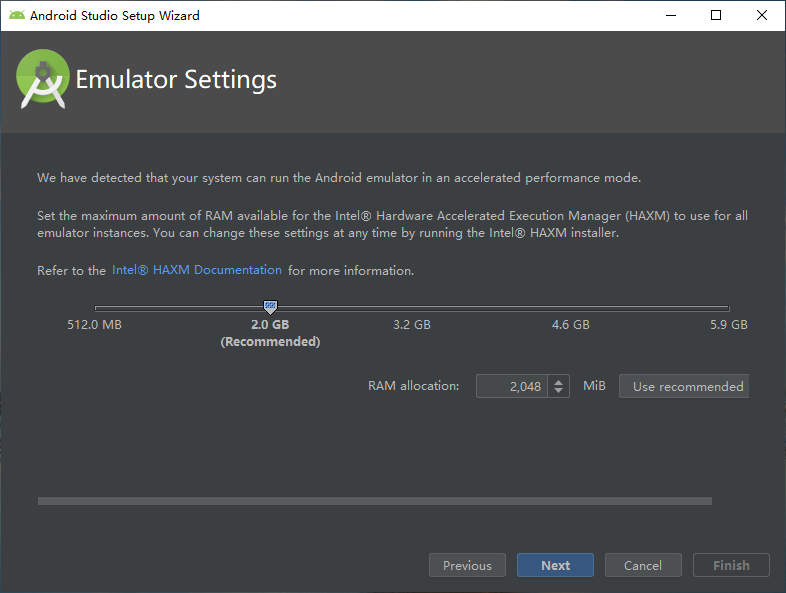 Android Studio Setup Wizard
Emulator Settings
We have detected that your system can run the Android emulator in an accelerated performance mode.
Set the maximum amount of RAM available for the Intel® Hardware Accelerated Execution Manager (HAXM) to use for all
emulator instances. You can change these settings at any time by running the Intel® HAXM installer.
Refer to the Intel® HAXM Documentation for more information.
512.0 MB 2.0 GB 3.2 GB 4.6 GB 5.9 GB
(Recommended)
RAM allocation: 2,048 MiB Use recommended
Previous Next Cancel Finish